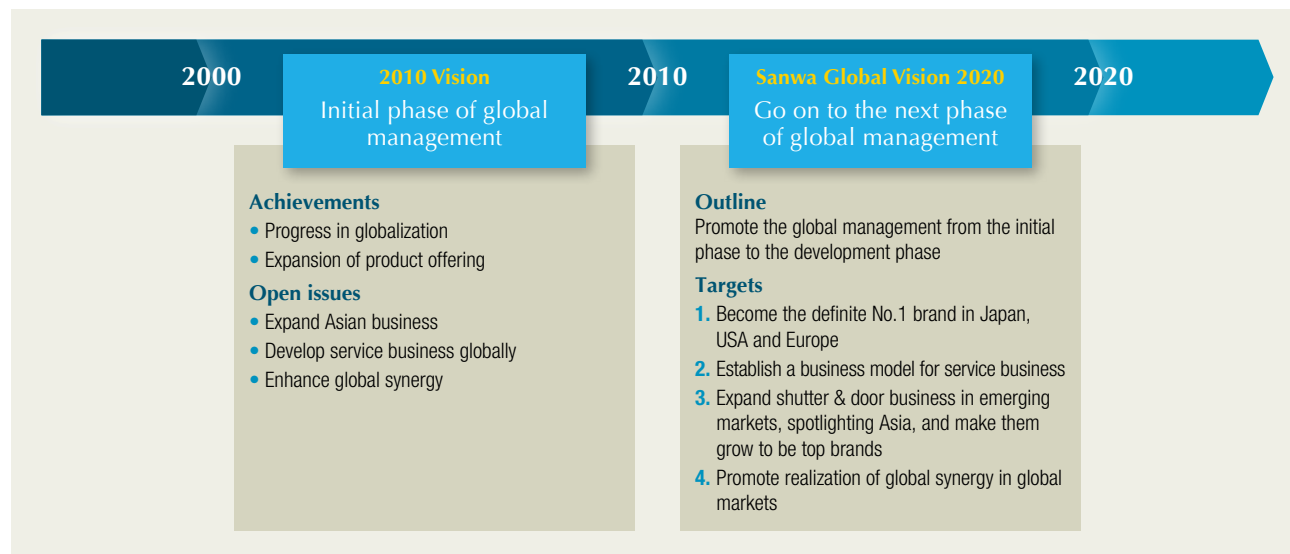 2000
2010 Vision
Initial phase of global
management
2010
Sanwa Global Vision 2020
Go on to the next phase
of global management
2020
Achievements
• Progress in globalization
• Expansion of product offering
Open issues
• Expand Asian business
• Develop service business globally
• Enhance global synergy
Outline
Promote the global management from the initial
phase to the development phase
Targets
1. Become the definite No.1 brand in Japan,
USA and Europe
2. Establish a business model for service business
3. Expand shutter & door business in emerging
markets, spotlighting Asia, and make them
grow to be top brands
4. Promote realization of global synergy in global
markets